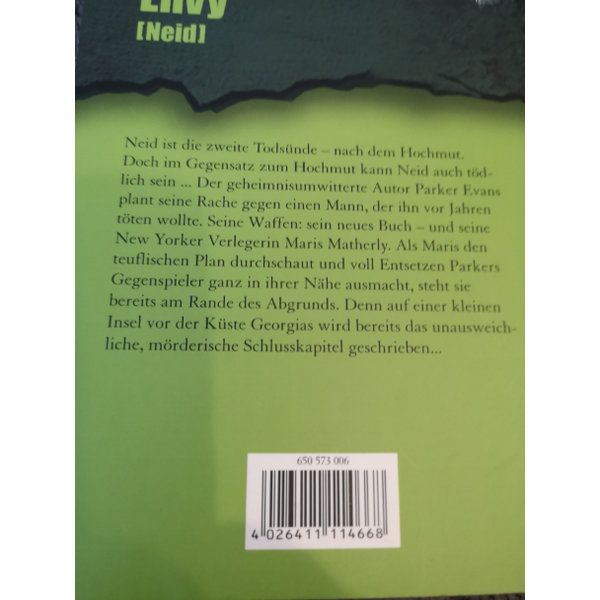 Envy
[Neid]
Neid ist die zweite Todsünde – nach dem Hochmut.
Doch im Gegensatz zum Hochmut kann Neid auch töd-
lich sein ... Der geheimnisumwitterte Autor Parker Evans
plant seine Rache gegen einen Mann, der ihn vor Jahren
töten wollte. Seine Waffen: sein neues Buch – und seine
New Yorker Verlegerin Maris Matherly. Als Maris den
teuflischen Plan durchschaut und voll Entsetzen Parkers
Gegenspieler ganz in ihrer Nähe ausmacht, steht sie
bereits am Rande des Abgrunds. Denn auf einer kleinen
Insel vor der Küste Georgias wird bereits das unausweich-
liche, mörderische Schlusskapitel geschrieben...
650 573 006
4 026411 114668